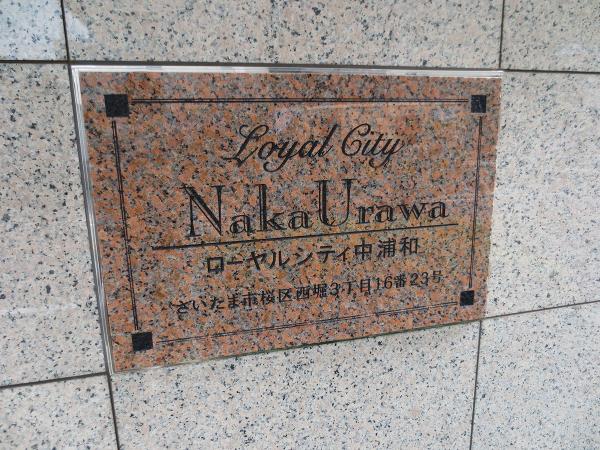 Loyal City
NakaUrawa
ローヤルシティ中浦和
さいたま市桜区西堀3丁目16番23号